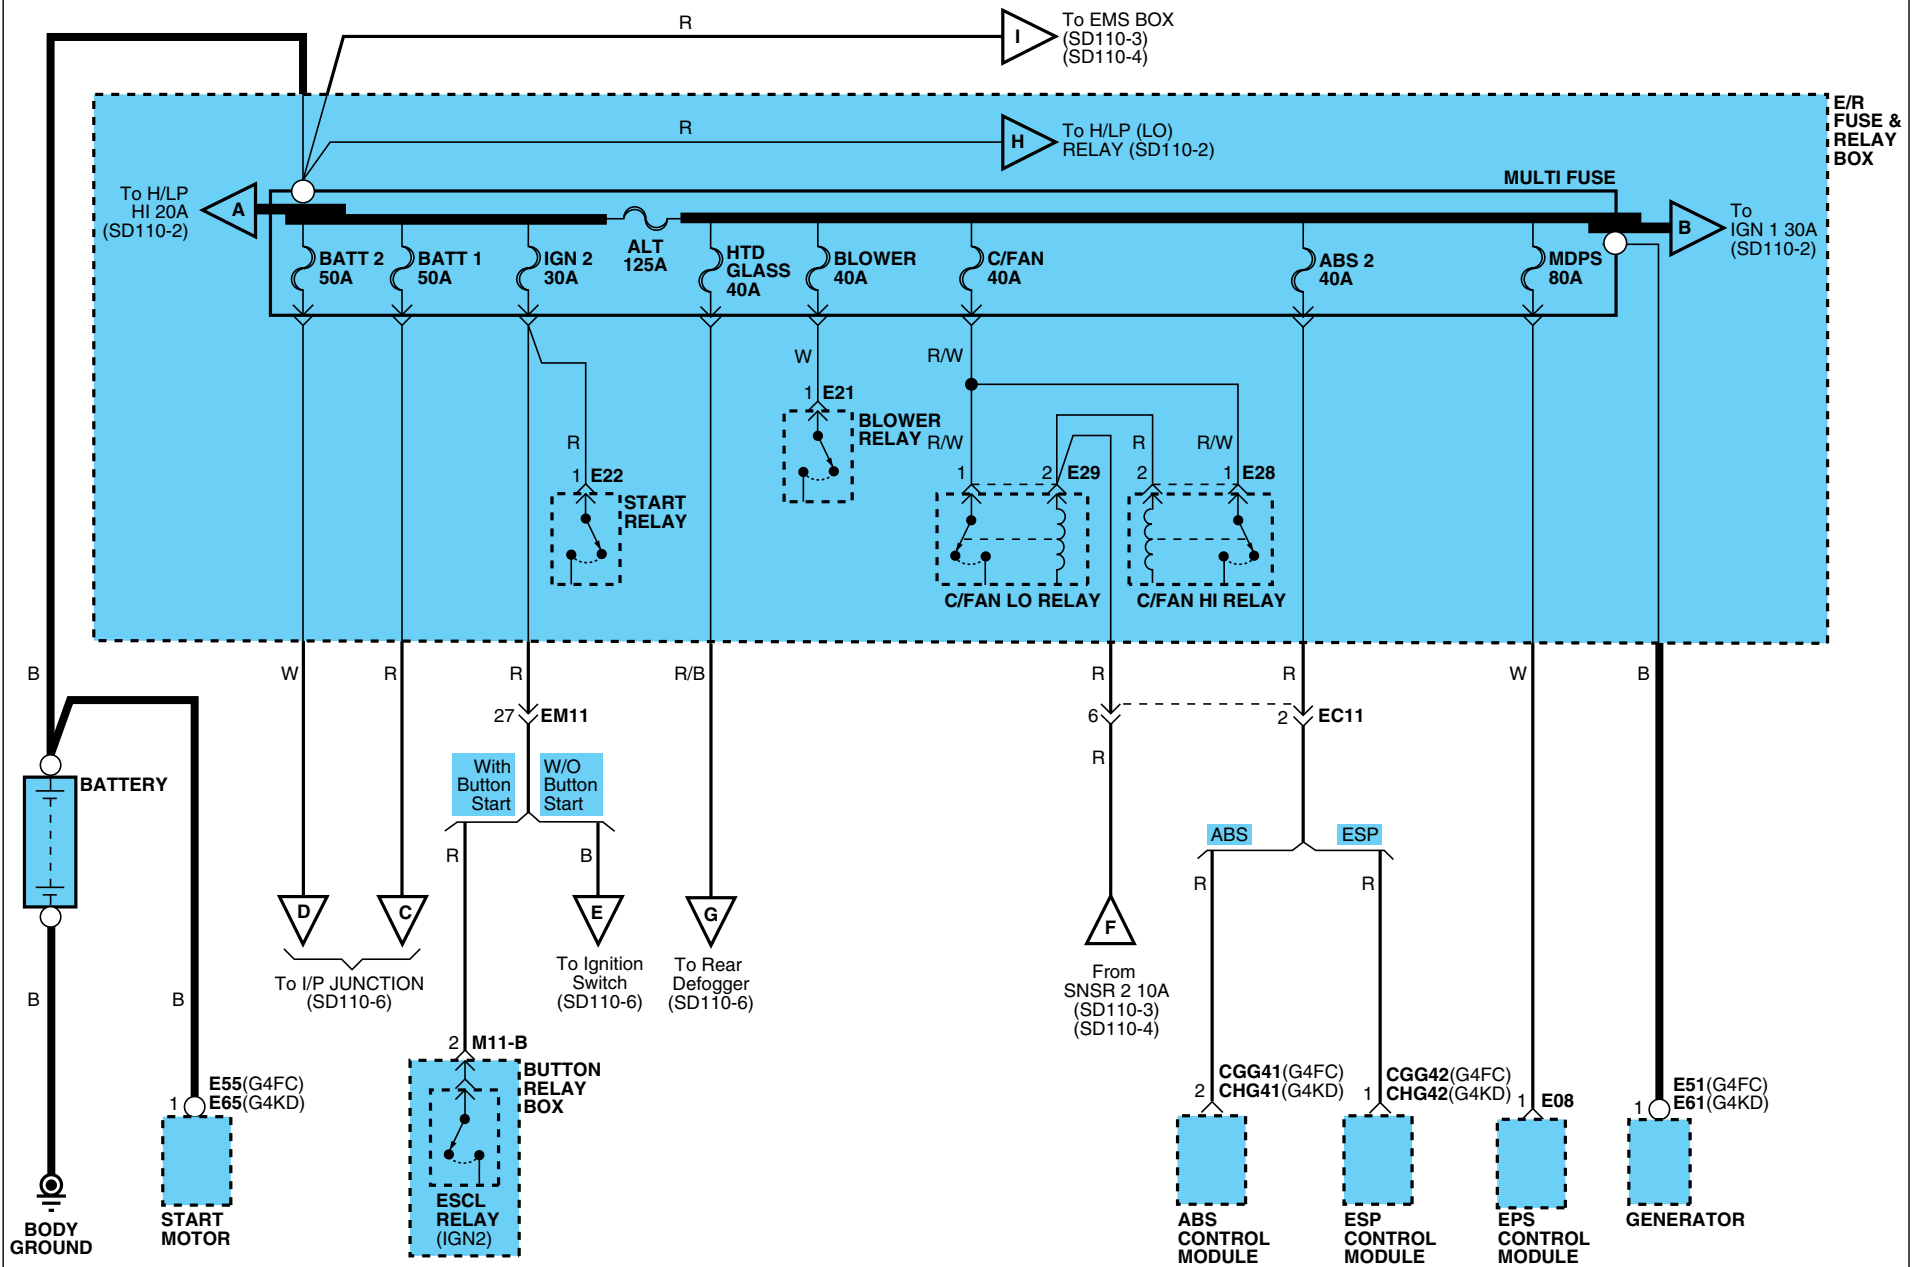 R
I
To EMS BOX
(SD110-3)
(SD110-4)
E/R
FUSE &
RELAY
BOX
R
H
To H/LP (LO)
RELAY (SD110-2)
MULTI FUSE
To H/LP
HI 20A
(SD110-2)
A
B
To
IGN 1 30A
(SD110-2)
BATT 2
50A
BATT 1
50A
IGN 2
30A
ALT
125A
HTD
GLASS
40A
BLOWER
40A
C/FAN
40A
ABS 2
40A
MDPS
80A
W
R/W
1 E21
BLOWER
RELAY
R
R/W
R
R/W
1 E22
START
RELAY
1
2 E29
2
1 E28
C/FAN LO RELAY
C/FAN HI RELAY
B
W
R
R
R/B
R
R
W
B
27 EM11
6
2 EC11
R
With
Button
Start
W/O
Button
Start
BATTERY
ABS
ESP
R
B
R
R
D
C
E
G
F
To I/P JUNCTION
(SD110-6)
To Ignition
Switch
(SD110-6)
To Rear
Defogger
(SD110-6)
From
SNSR 2 10A
(SD110-3)
(SD110-4)
B
B
2 M11-B
BUTTON
RELAY
BOX
ESCL
RELAY
(IGN2)
E55(G4FC)
1 E65(G4KD)
CGG41(G4FC)
2 CHG41(G4KD)
CGG42(G4FC)
1 CHG42(G4KD)
1 E08
E51(G4FC)
1 E61(G4KD)
BODY
GROUND
START
MOTOR
ABS
CONTROL
MODULE
ESP
CONTROL
MODULE
EPS
CONTROL
MODULE
GENERATOR